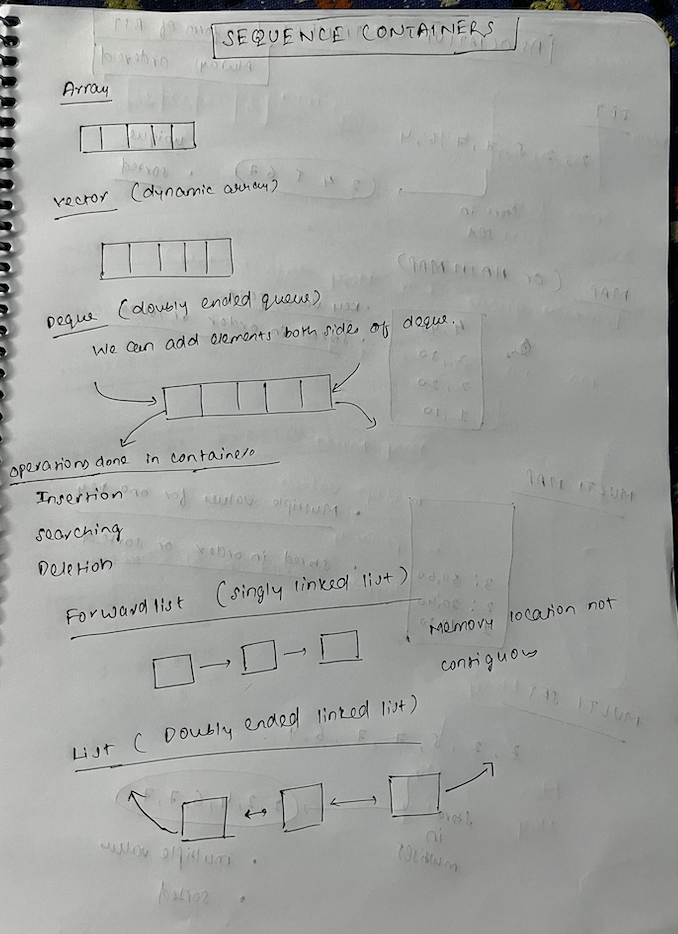 SEQUENCE CONTAINERS
Array
Vector (dynamic array)
Deque (doubly ended queue)
We can add elements both sides of deque.
operations done in containers
Insertion
searching
Deletion
Forward list (singly linked list)
Memory location not
contiguous
List ( Doubly ended linked list)